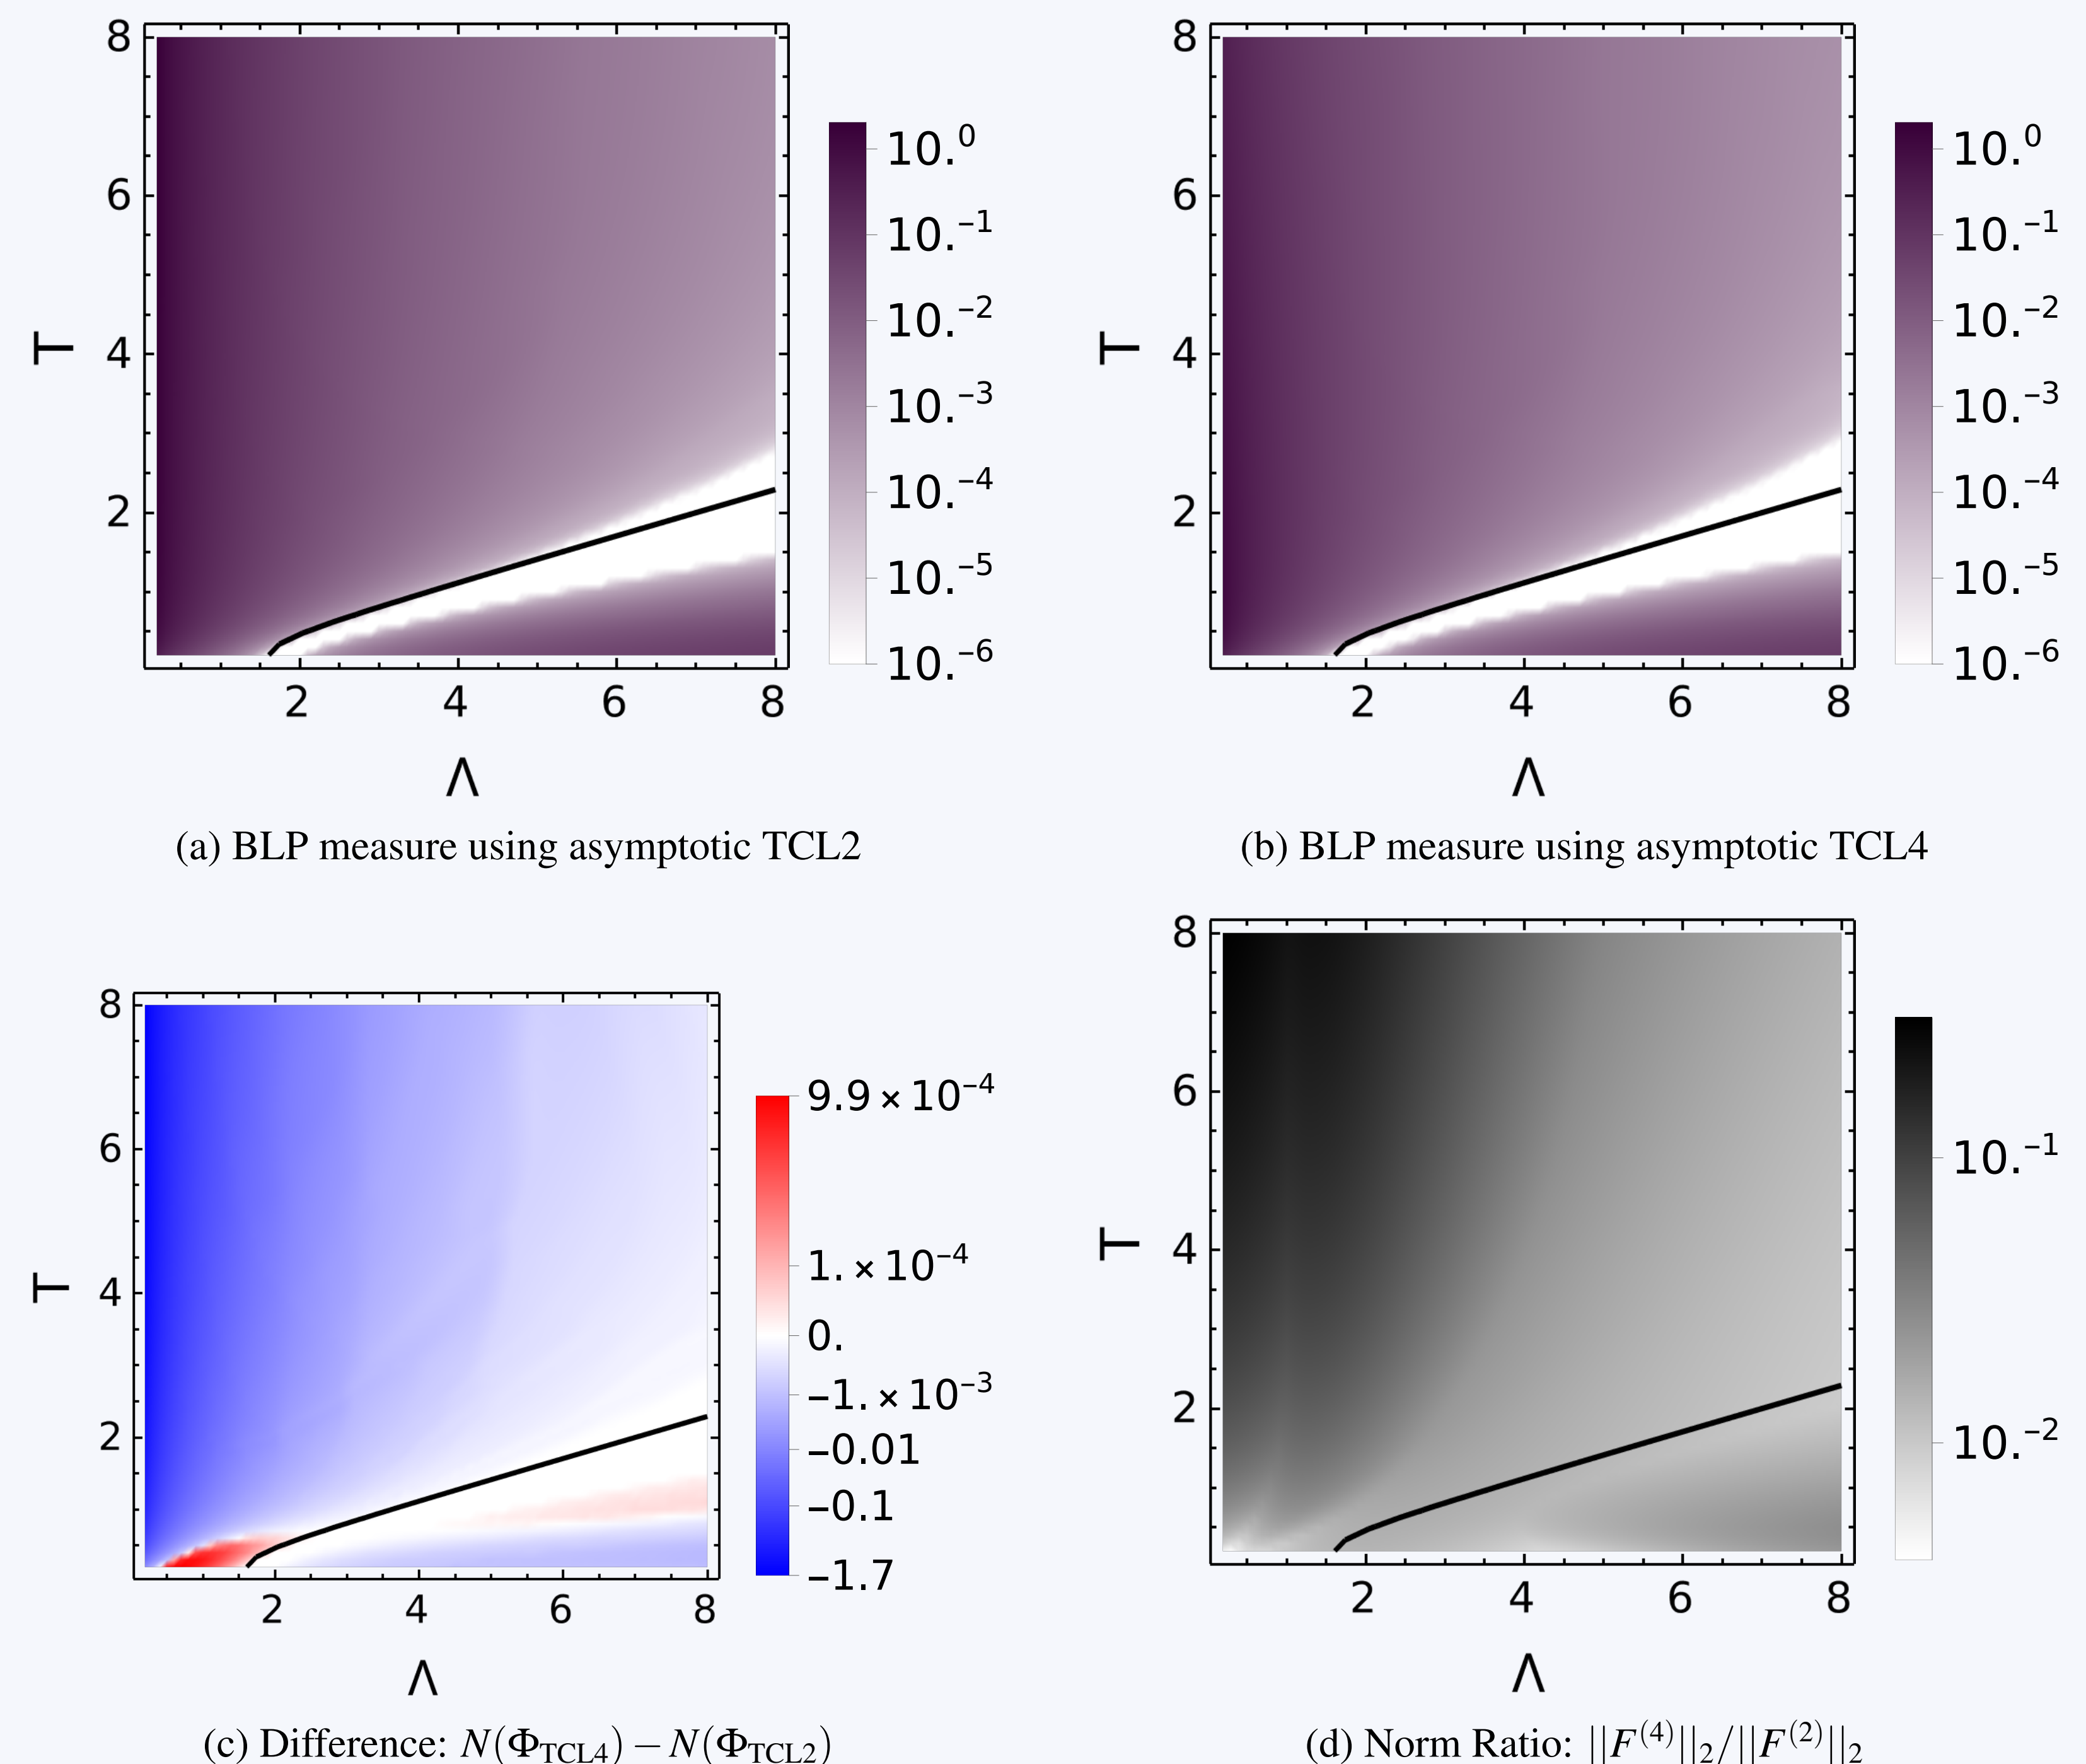 8
6
4
2
T
2 4 6 8
Λ
10.⁰
10.⁻¹
10.⁻²
10.⁻³
10.⁻⁴
10.⁻⁵
10.⁻⁶
(a) BLP measure using asymptotic TCL2
8
6
4
2
T
2 4 6 8
Λ
10.⁰
10.⁻¹
10.⁻²
10.⁻³
10.⁻⁴
10.⁻⁵
10.⁻⁶
(b) BLP measure using asymptotic TCL4
8
6
4
2
T
2 4 6 8
Λ
9.9×10⁻⁴
1.×10⁻⁴
0.
−1.×10⁻³
−0.01
−0.1
−1.7
(c) Difference: N(Φ_TCL4) − N(Φ_TCL2)
8
6
4
2
T
2 4 6 8
Λ
10.⁻¹
10.⁻²
(d) Norm Ratio: ||F⁽⁴⁾||₂/||F⁽²⁾||₂